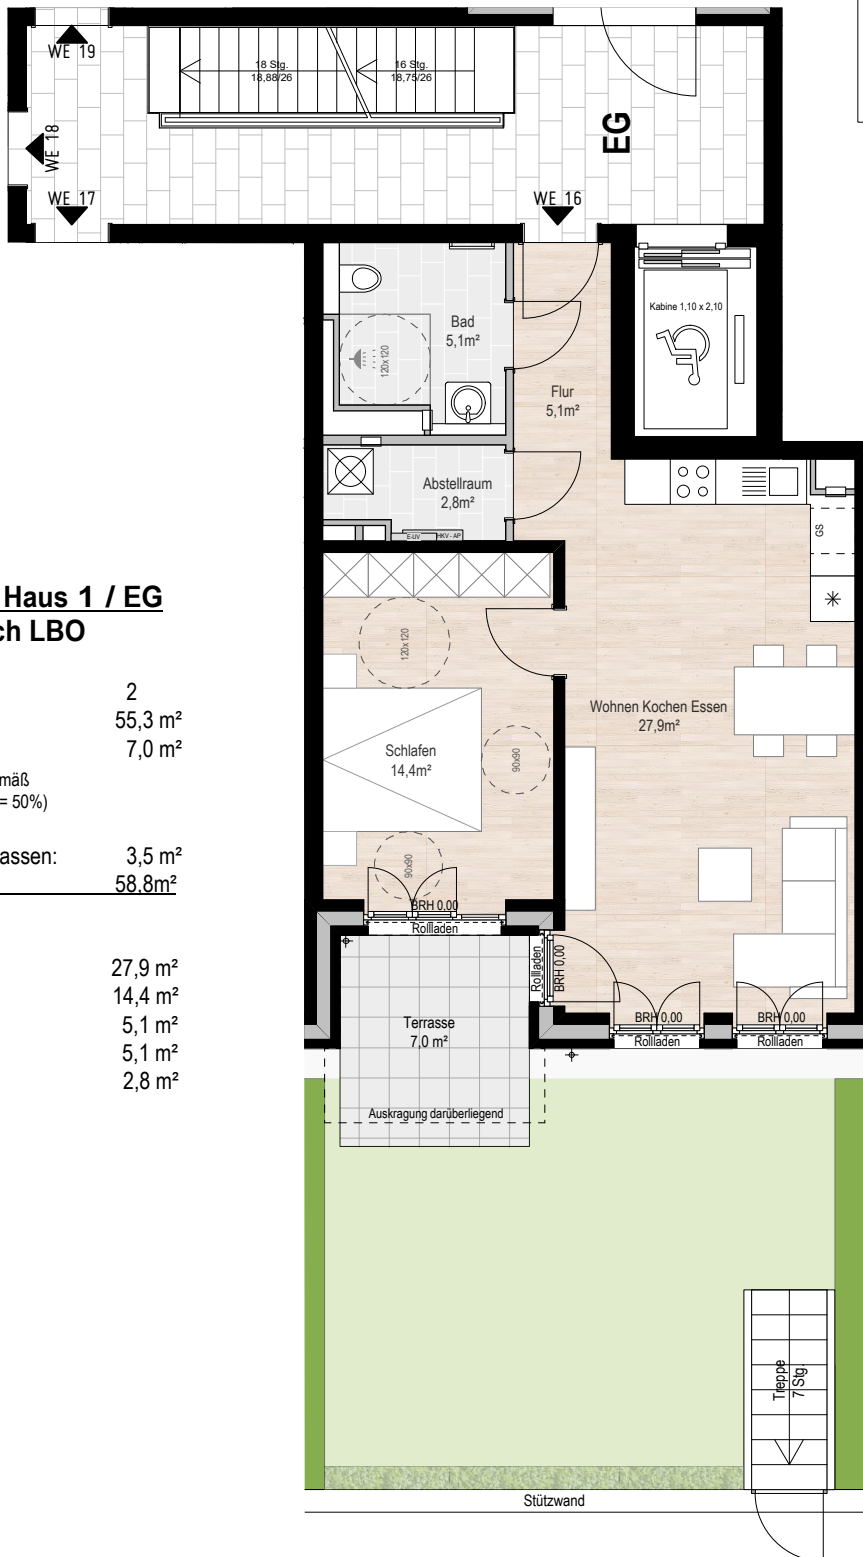 WE 19
18 Stg.
18,88/26
16 Stg.
18,75/26
WE 18
EG
WE 17
WE 16
Kabine 1,10 x 2,10
Bad
5,1m²
120x120
Flur
5,1m²
Abstellraum
2,8m²
E-UV
HKV - AP
GS
Haus 1 / EG
ch LBO
2
55,3 m²
7,0 m²
mäß
= 50%)
assen: 3,5 m²
58,8m²
27,9 m²
14,4 m²
5,1 m²
5,1 m²
2,8 m²
120x120
Wohnen Kochen Essen
27,9m²
Schlafen
14,4m²
90x90
90x90
BRH 0,00
Rollladen
Rollladen
BRH 0,00
Terrasse
7,0 m²
BRH 0,00
Rollladen
BRH 0,00
Rollladen
Auskragung darüberliegend
Treppe
7 Stg.
Stützwand